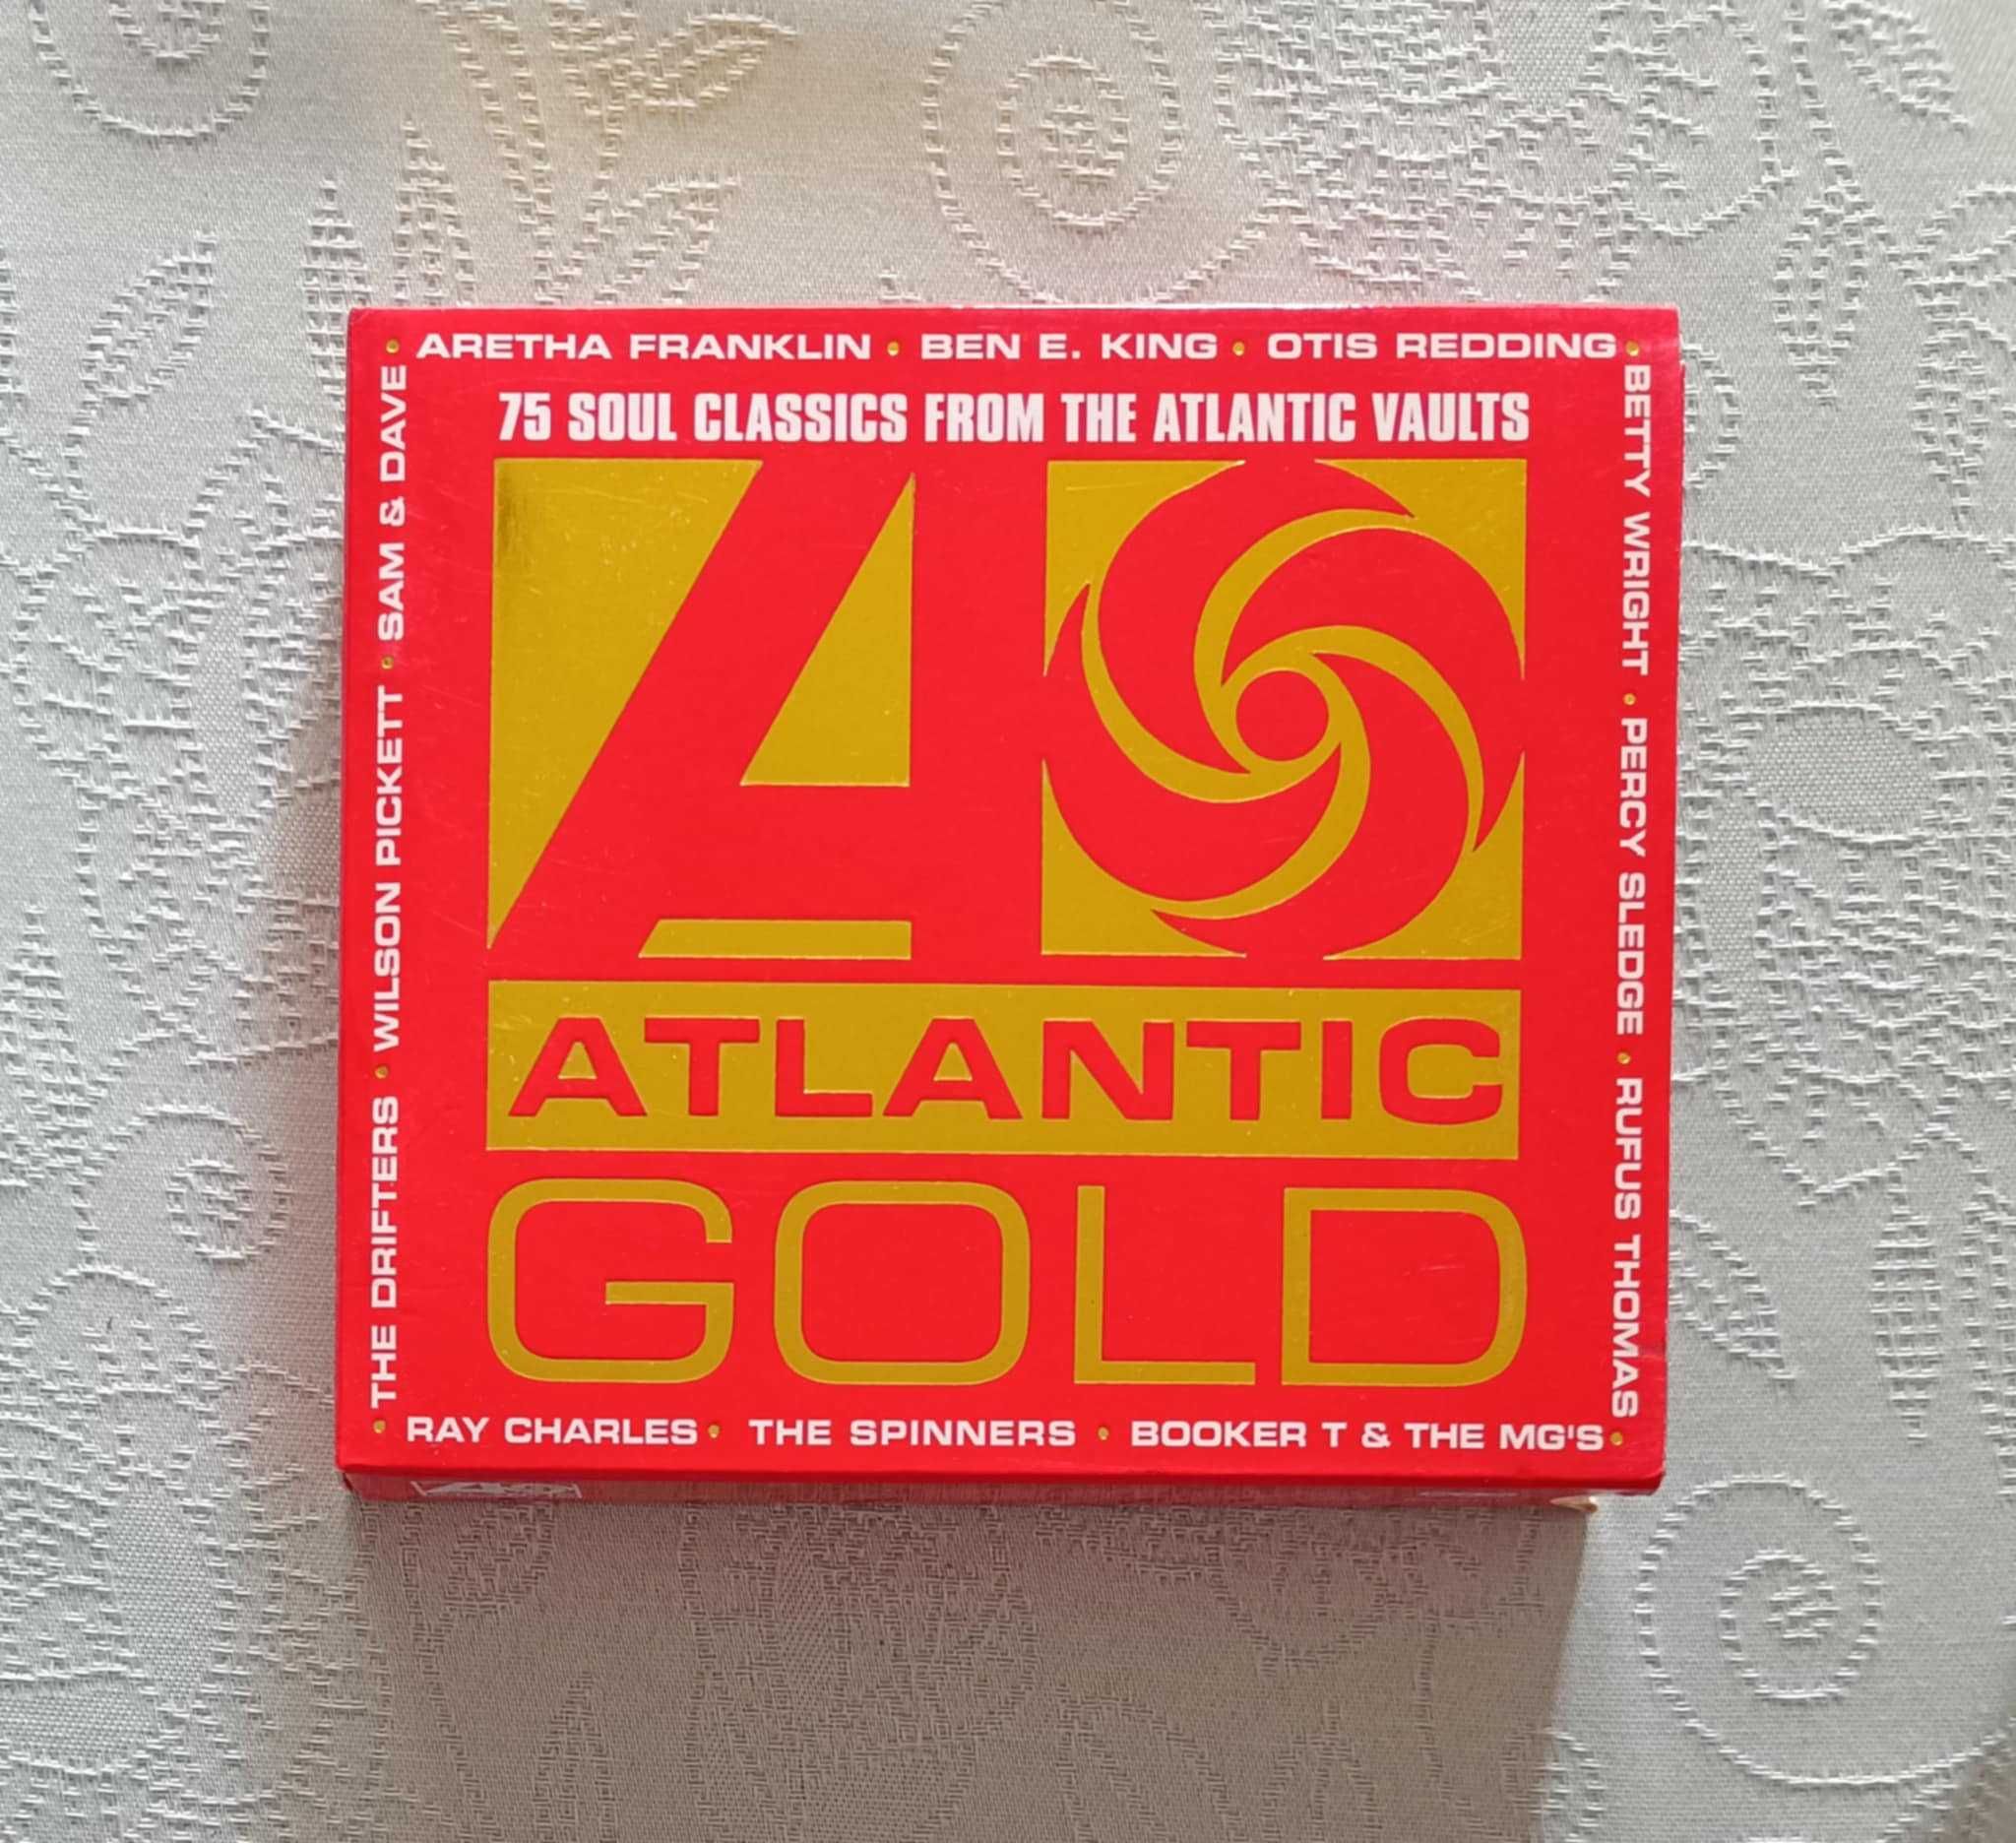 • ARETHA FRANKLIN • BEN E. KING • OTIS REDDING •
75 SOUL CLASSICS FROM THE ATLANTIC VAULTS
A
ATLANTIC
GOLD
BETTY WRIGHT • PERCY SLEDGE • RUFUS THOMAS
• RAY CHARLES • THE SPINNERS • BOOKER T & THE MG'S •
THE DRIFTERS • WILSON PICKETT • SAM & DAVE